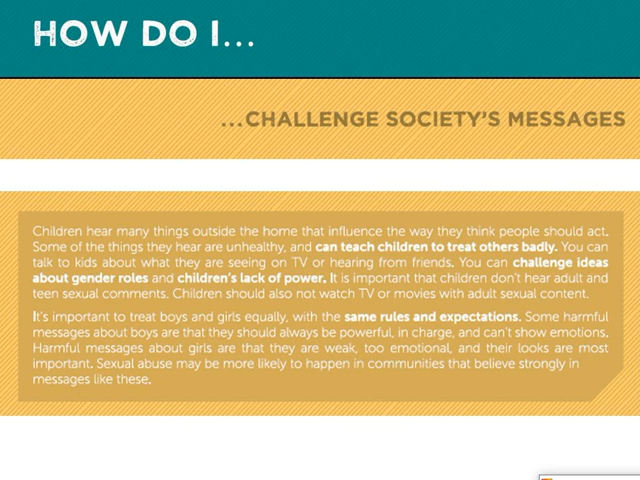 HOW DO I...
...CHALLENGE SOCIETY'S MESSAGES
Children hear many things outside the home that influence the way they think people should act.
Some of the things they hear are unhealthy, and can teach children to treat others badly. You can
talk to kids about what they are seeing on TV or hearing from friends. You can challenge ideas
about gender roles and children's lack of power. It is important that children don't hear adult and
teen sexual comments. Children should also not watch TV or movies with adult sexual content.
It's important to treat boys and girls equally, with the same rules and expectations. Some harmful
messages about boys are that they should always be powerful, in charge, and can't show emotions.
Harmful messages about girls are that they are weak, too emotional, and their looks are most
important. Sexual abuse may be more likely to happen in communities that believe strongly in
messages like these.